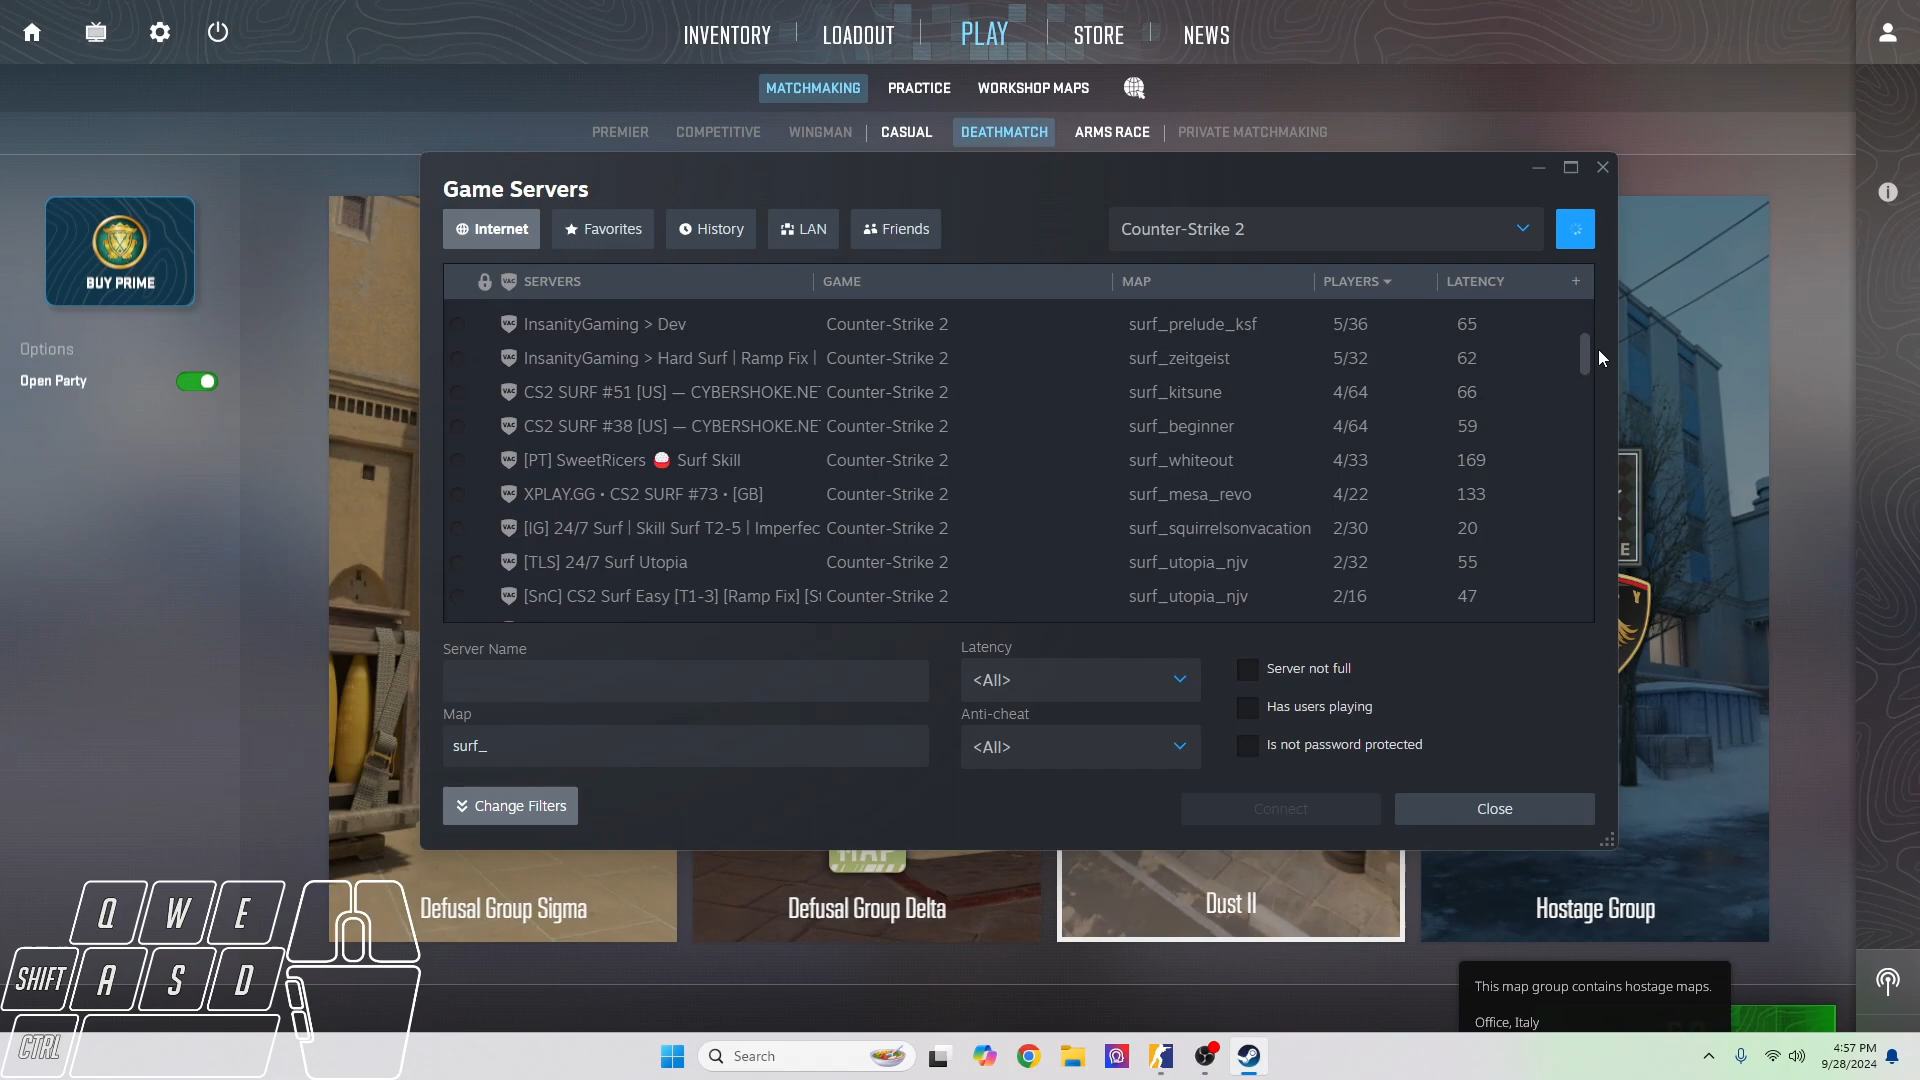 INVENTORY
LOADOUT
PLAY
STORE
NEWS
MATCHMAKING
PRACTICE
WORKSHOP MAPS
PREMIER
COMPETITIVE
WINGMAN
CASUAL
DEATHMATCH
ARMS RACE
PRIVATE MATCHMAKING
BUY PRIME
Options
Open Party
Game Servers
Internet
Favorites
History
LAN
Friends
Counter-Strike 2
SERVERS GAME MAP PLAYERS LATENCY +
VAC InsanityGaming > Dev Counter-Strike 2 surf_prelude_ksf 5/36 65
VAC InsanityGaming > Hard Surf | Ramp Fix | Counter-Strike 2 surf_zeitgeist 5/32 62
VAC CS2 SURF #51 [US] — CYBERSHOKE.NE Counter-Strike 2 surf_kitsune 4/64 66
VAC CS2 SURF #38 [US] — CYBERSHOKE.NE Counter-Strike 2 surf_beginner 4/64 59
VAC [PT] SweetRicers 🍚 Surf Skill Counter-Strike 2 surf_whiteout 4/33 169
VAC XPLAY.GG • CS2 SURF #73 • [GB] Counter-Strike 2 surf_mesa_revo 4/22 133
VAC [IG] 24/7 Surf | Skill Surf T2-5 | Imperfec Counter-Strike 2 surf_squirrelsonvacation 2/30 20
VAC [TLS] 24/7 Surf Utopia Counter-Strike 2 surf_utopia_njv 2/32 55
VAC [SnC] CS2 Surf Easy [T1-3] [Ramp Fix] [St Counter-Strike 2 surf_utopia_njv 2/16 47
Server Name
Map
surf_
Latency
<All>
Anti-cheat
<All>
Server not full
Has users playing
Is not password protected
Change Filters
Connect
Close
Defusal Group Sigma
Defusal Group Delta
Dust II
Hostage Group
This map group contains hostage maps.
Office, Italy
Q W E
SHIFT A S D
CTRL
Search
4:57 PM
9/28/2024